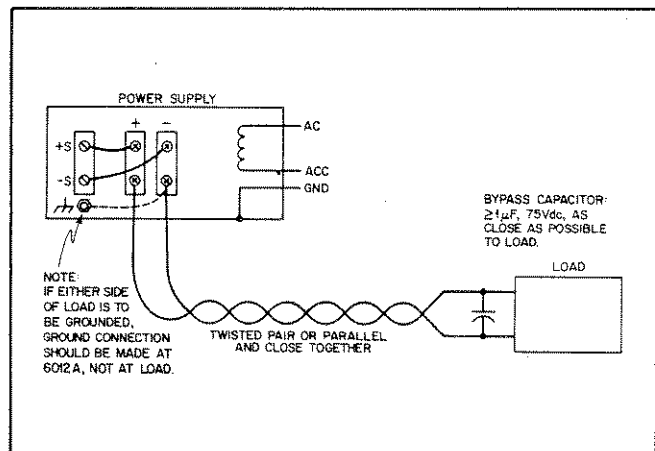 POWER SUPPLY
+ -
+S
-S
AC
ACC
GND
BYPASS CAPACITOR:
≥1µF, 75Vdc, AS
CLOSE AS POSSIBLE
TO LOAD.
LOAD
NOTE:
IF EITHER SIDE
OF LOAD IS TO
BE GROUNDED,
GROUND CONNECTION
SHOULD BE MADE AT
6012A, NOT AT LOAD.
TWISTED PAIR OR PARALLEL
AND CLOSE TOGETHER